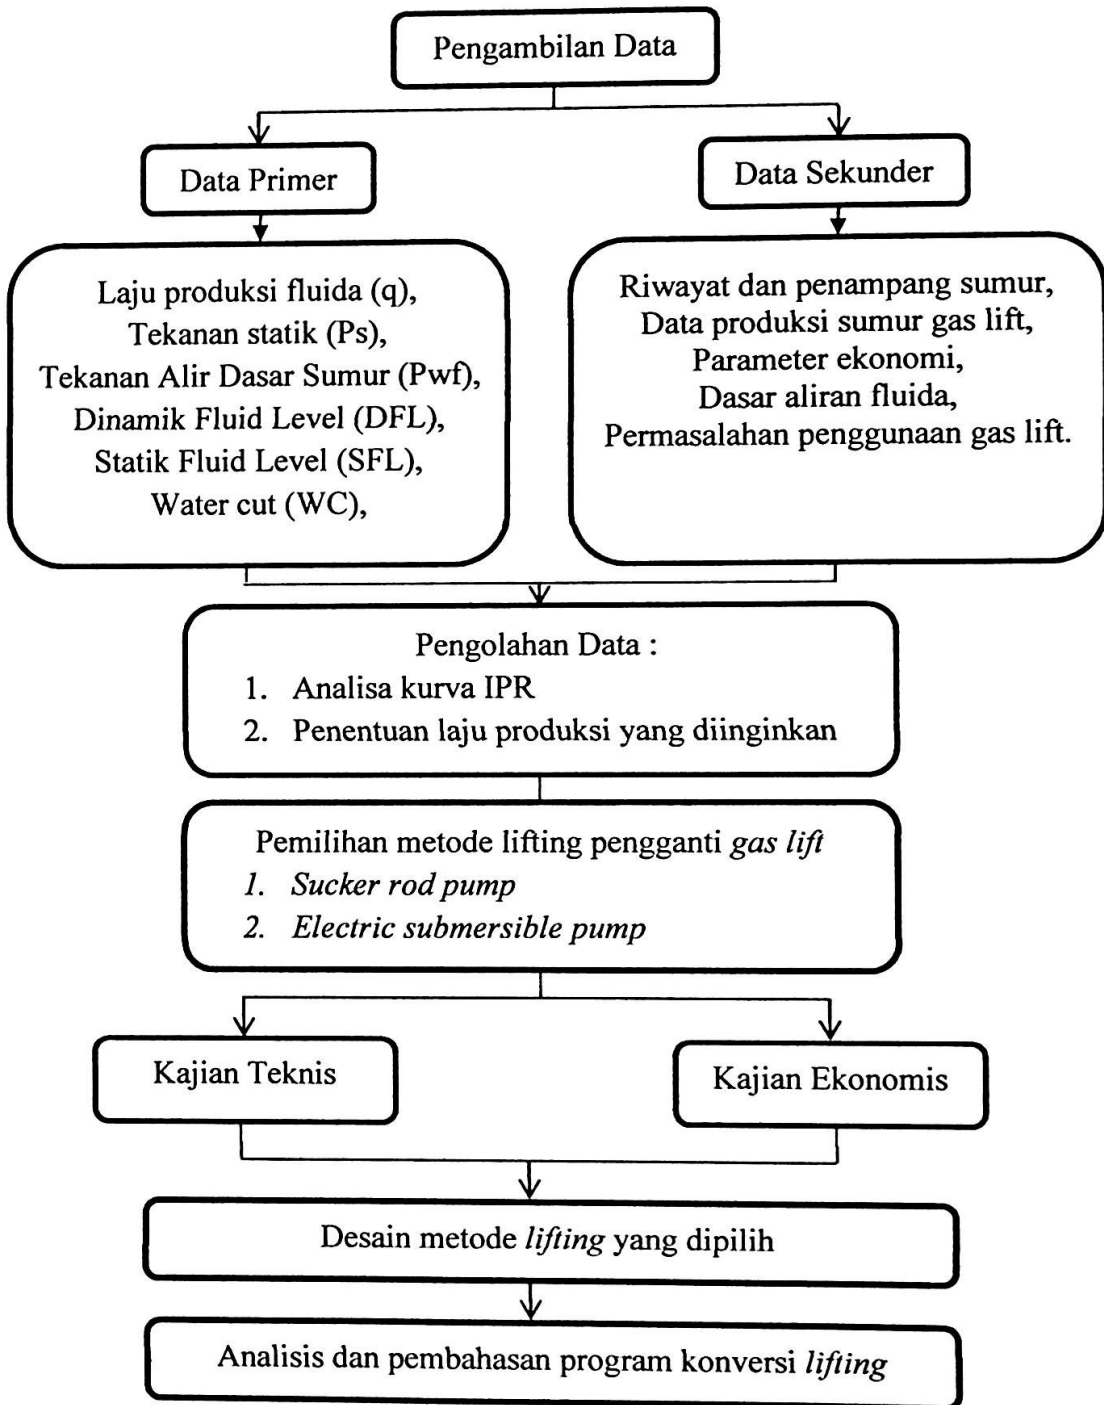 Pengambilan Data
Data Primer
Data Sekunder
Laju produksi fluida (q),
Tekanan statik (Ps),
Tekanan Alir Dasar Sumur (Pwf),
Dinamik Fluid Level (DFL),
Statik Fluid Level (SFL),
Water cut (WC),
Riwayat dan penampang sumur,
Data produksi sumur gas lift,
Parameter ekonomi,
Dasar aliran fluida,
Permasalahan penggunaan gas lift.
Pengolahan Data :
1. Analisa kurva IPR
2. Penentuan laju produksi yang diinginkan
Pemilihan metode lifting pengganti gas lift
1. Sucker rod pump
2. Electric submersible pump
Kajian Teknis
Kajian Ekonomis
Desain metode lifting yang dipilih
Analisis dan pembahasan program konversi lifting